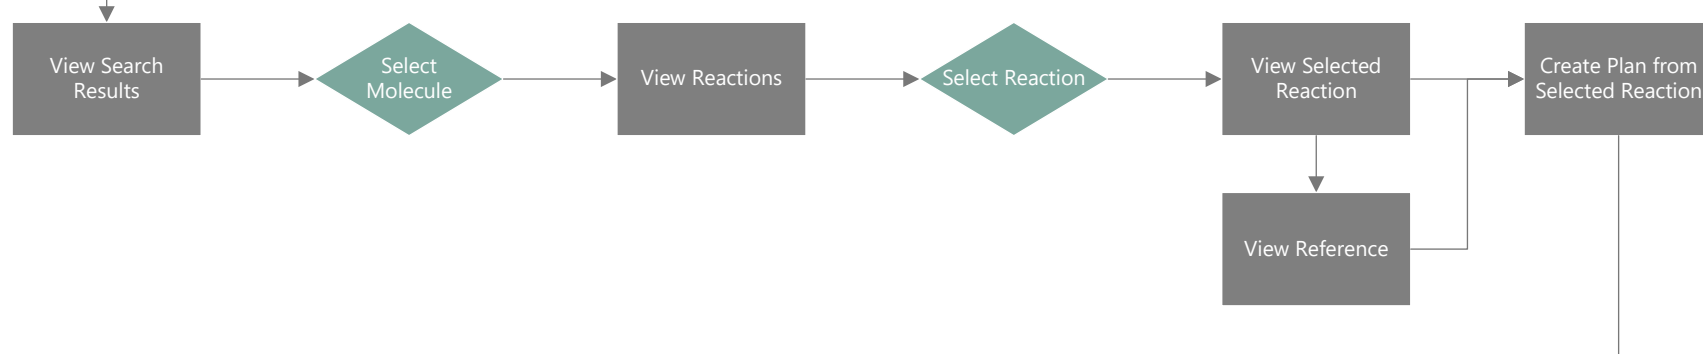 View Search
Results
Select
Molecule
View Reactions
Select Reaction
View Selected
Reaction
Create Plan from
Selected Reaction
View Reference